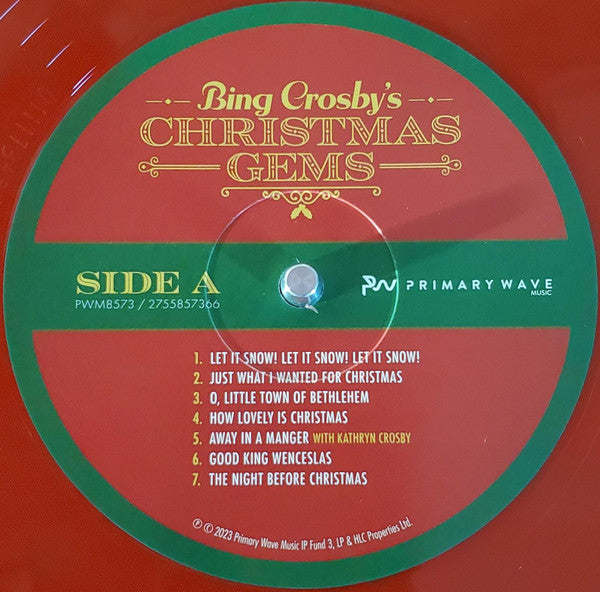 Bing Crosby's
CHRISTMAS
GEMS
SIDE A
PWM8573 / 2755857366
PW PRIMARY WAVE
MUSIC
1. LET IT SNOW! LET IT SNOW! LET IT SNOW!
2. JUST WHAT I WANTED FOR CHRISTMAS
3. O, LITTLE TOWN OF BETHLEHEM
4. HOW LOVELY IS CHRISTMAS
5. AWAY IN A MANGER WITH KATHRYN CROSBY
6. GOOD KING WENCESLAS
7. THE NIGHT BEFORE CHRISTMAS
℗ © 2023 Primary Wave Music IP Fund 3, LP & HLC Properties Ltd.